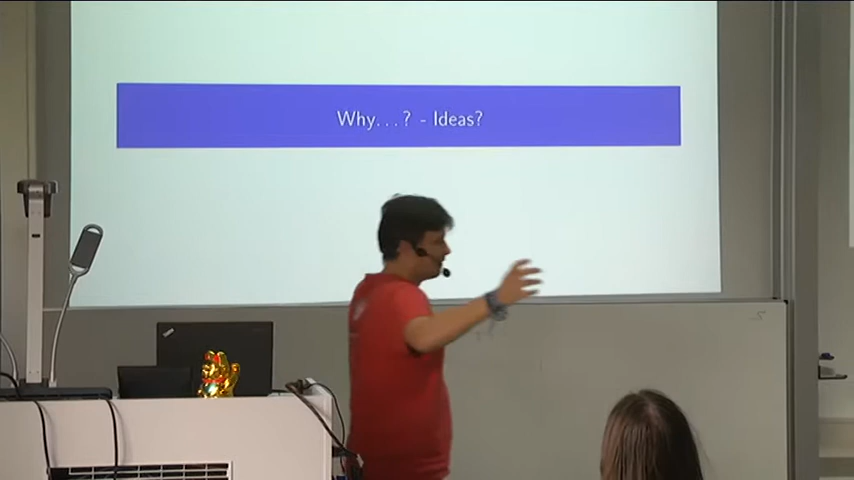 Why. . . ? - Ideas?